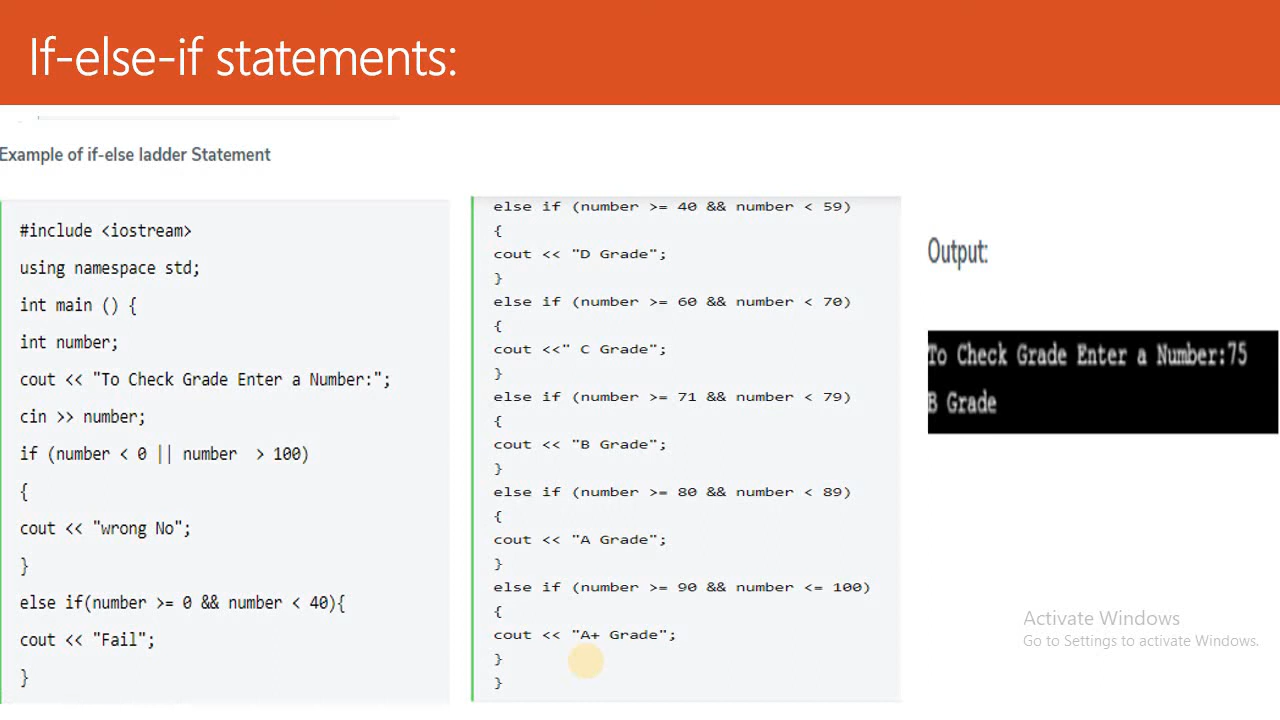 If-else-if statements:
Example of if-else ladder Statement
#include <iostream>
using namespace std;
int main () {
int number;
cout << "To Check Grade Enter a Number:";
cin >> number;
if (number < 0 || number  > 100)
{
cout << "wrong No";
}
else if(number >= 0 && number < 40){
cout << "Fail";
}
else if (number >= 40 && number < 59)
{
cout << "D Grade";
}
else if (number >= 60 && number < 70)
{
cout <<" C Grade";
}
else if (number >= 71 && number < 79)
{
cout << "B Grade";
}
else if (number >= 80 && number < 89)
{
cout << "A Grade";
}
else if (number >= 90 && number <= 100)
{
cout << "A+ Grade";
}
}
Output:
To Check Grade Enter a Number:75
B Grade
Activate Windows
Go to Settings to activate Windows.